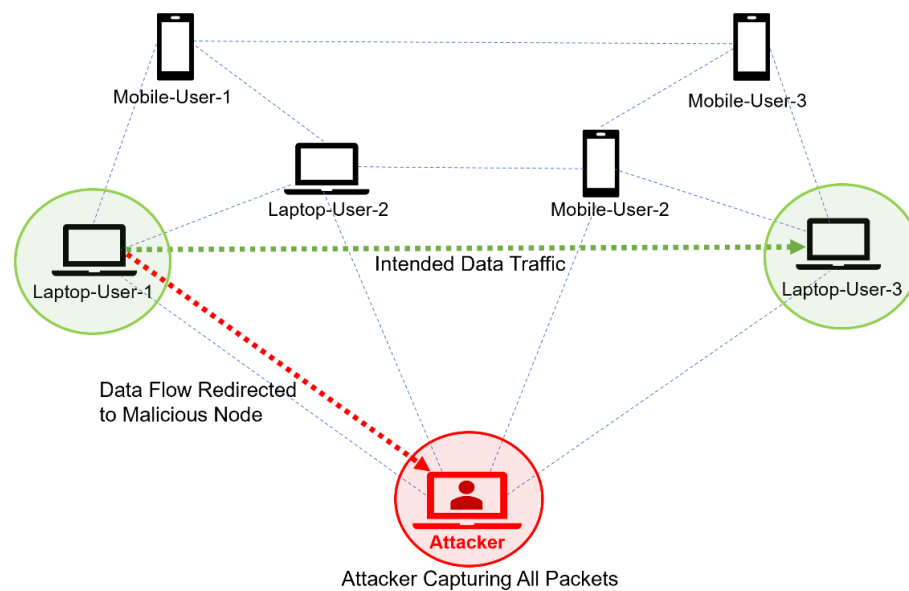 Mobile-User-1
Mobile-User-3
Laptop-User-2
Mobile-User-2
Intended Data Traffic
Laptop-User-1
Laptop-User-3
Data Flow Redirected
to Malicious Node
Attacker
Attacker Capturing All Packets